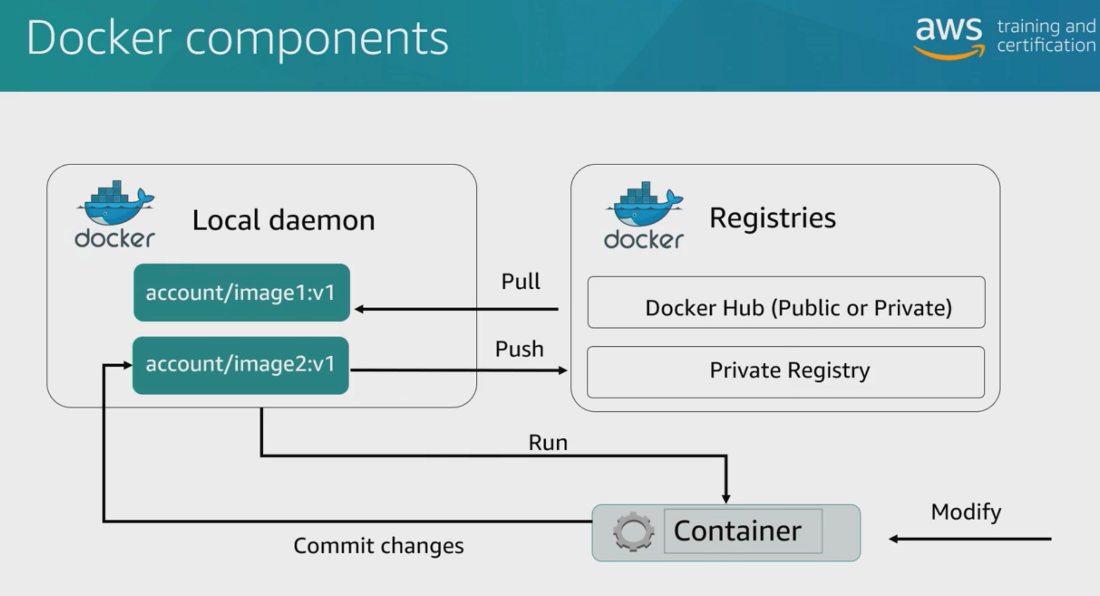 Docker components
aws training and
certification
docker
Local daemon
account/image1:v1
account/image2:v1
Pull
Push
docker
Registries
Docker Hub (Public or Private)
Private Registry
Run
Container
Modify
Commit changes